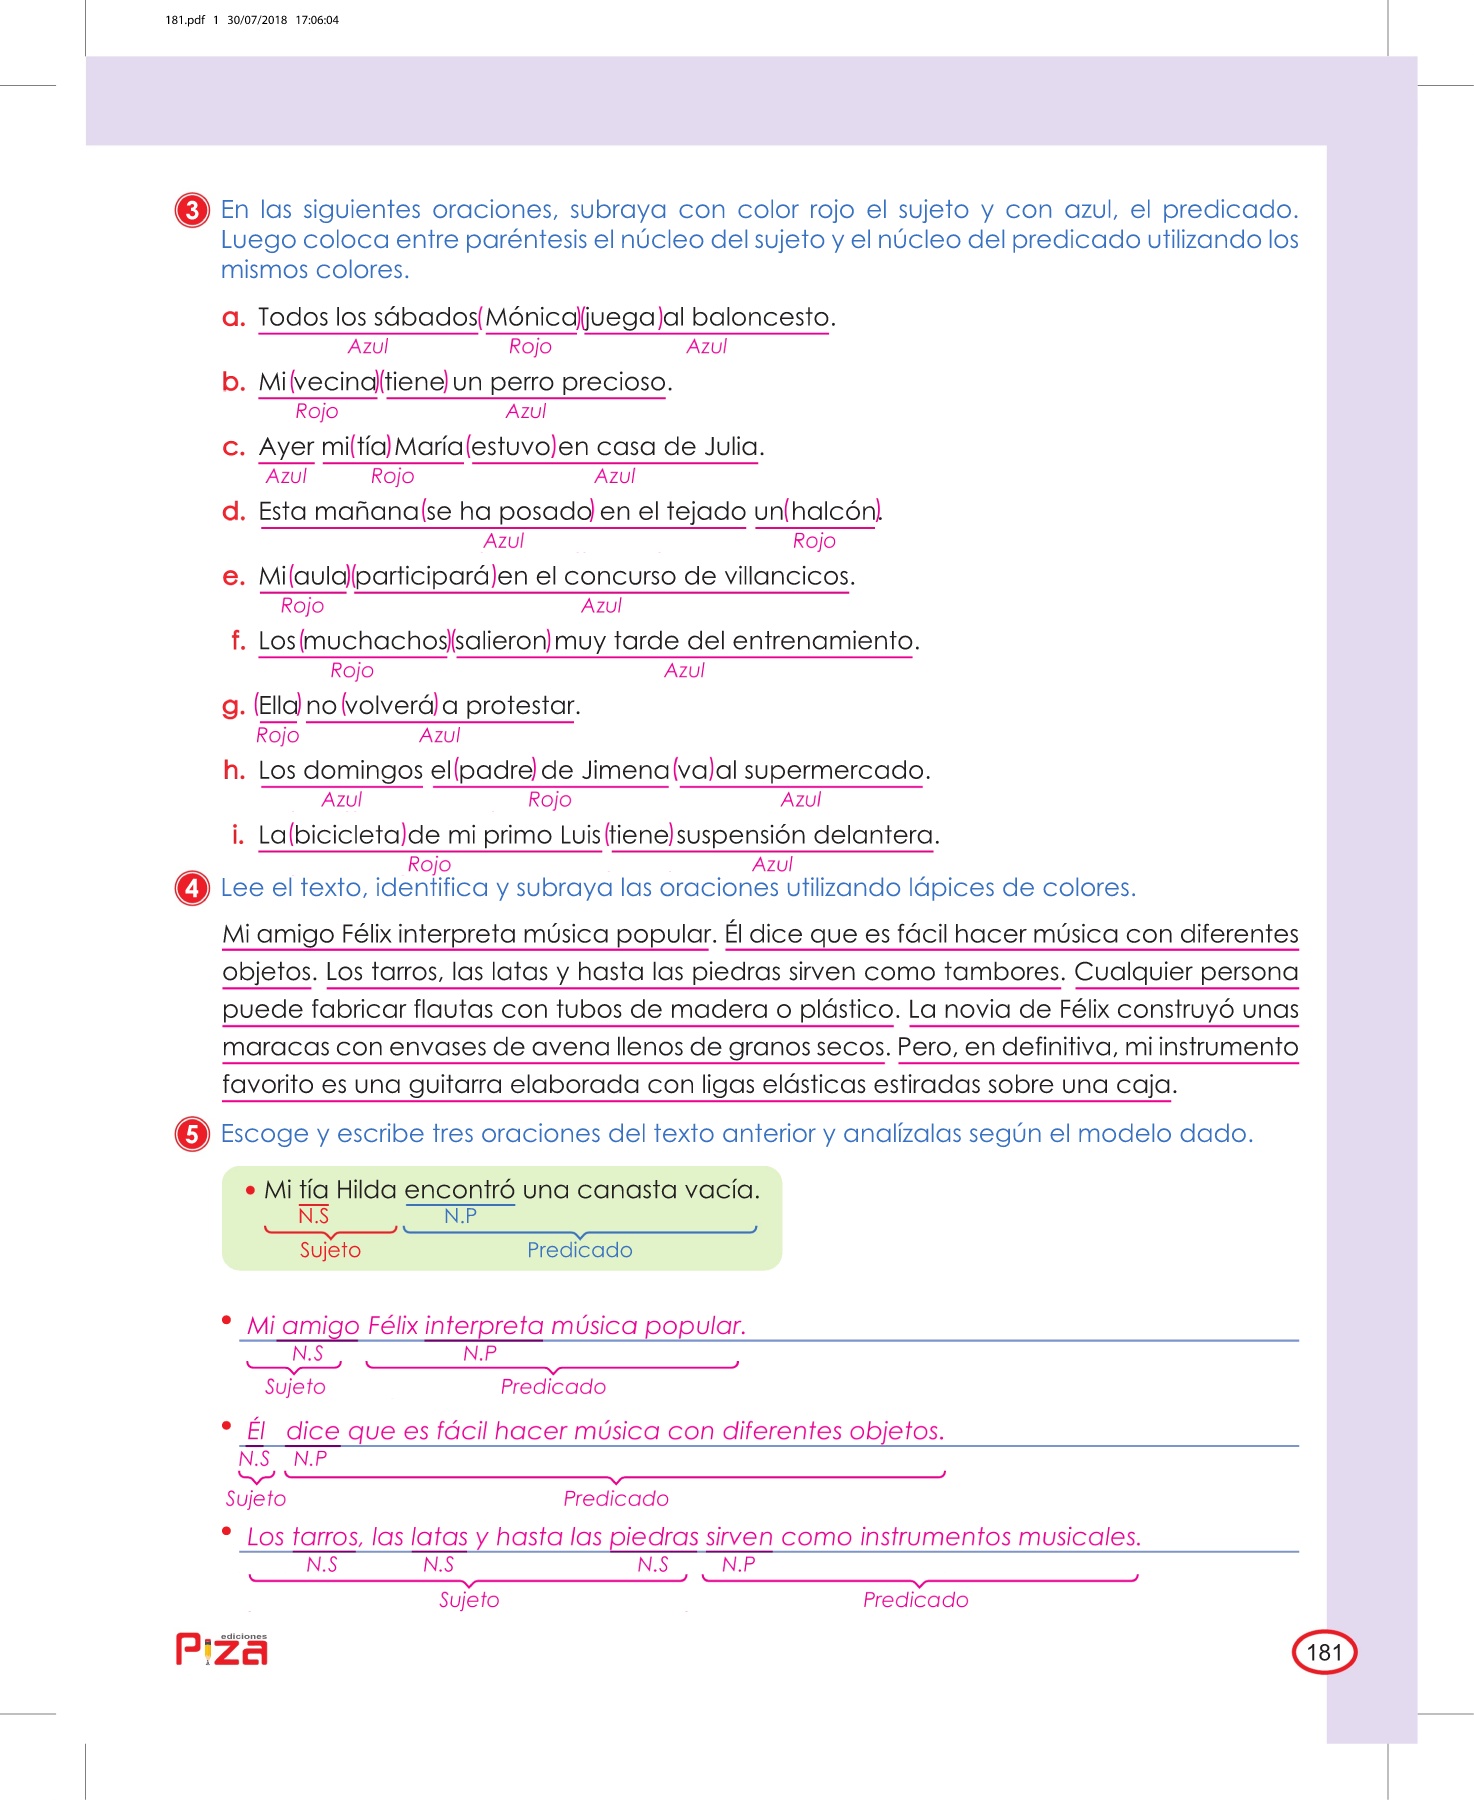 181.pdf 1 30/07/2018 17:06:04
3 En las siguientes oraciones, subraya con color rojo el sujeto y con azul, el predicado.
Luego coloca entre paréntesis el núcleo del sujeto y el núcleo del predicado utilizando los
mismos colores.
a. Todos los sábados(Mónica)(juega)al baloncesto.
Azul Rojo Azul
b. Mi(vecina)(tiene)un perro precioso.
Rojo Azul
c. Ayer mi(tía)María(estuvo)en casa de Julia.
Azul Rojo Azul
d. Esta mañana(se ha posado)en el tejado un(halcón).
Azul Rojo
e. Mi(aula)(participará)en el concurso de villancicos.
Rojo Azul
f. Los(muchachos)(salieron)muy tarde del entrenamiento.
Rojo Azul
g. (Ella) no(volverá)a protestar.
Rojo Azul
h. Los domingos el(padre)de Jimena(va)al supermercado.
Azul Rojo Azul
i. La(bicicleta)de mi primo Luis(tiene)suspensión delantera.
Rojo Azul
4 Lee el texto, identifica y subraya las oraciones utilizando lápices de colores.
Mi amigo Félix interpreta música popular. Él dice que es fácil hacer música con diferentes
objetos. Los tarros, las latas y hasta las piedras sirven como tambores. Cualquier persona
puede fabricar flautas con tubos de madera o plástico. La novia de Félix construyó unas
maracas con envases de avena llenos de granos secos. Pero, en definitiva, mi instrumento
favorito es una guitarra elaborada con ligas elásticas estiradas sobre una caja.
5 Escoge y escribe tres oraciones del texto anterior y analízalas según el modelo dado.
• Mi tía Hilda encontró una canasta vacía.
N.S N.P
Sujeto Predicado
• Mi amigo Félix interpreta música popular.
N.S N.P
Sujeto Predicado
• Él dice que es fácil hacer música con diferentes objetos.
N.S N.P
Sujeto Predicado
• Los tarros, las latas y hasta las piedras sirven como instrumentos musicales.
N.S N.S N.S N.P
Sujeto Predicado
ediciones
Piza
181